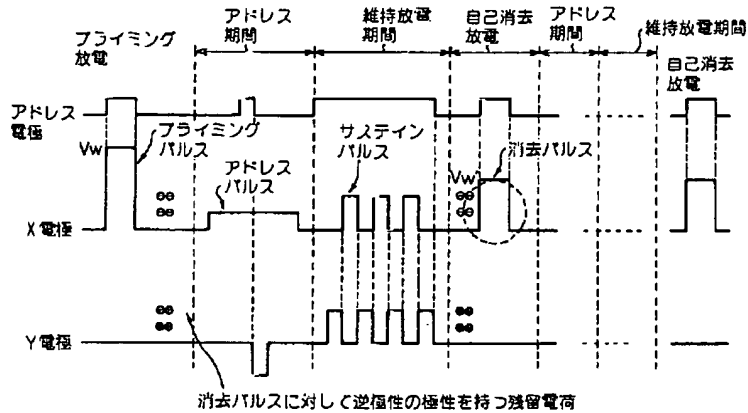 プライミング
放電
アドレス
期間
維持放電
期間
自己消去
放電
アドレス
期間
維持放電期間
自己消去
放電
アドレス
電極
Vw
プライミング
パルス
アドレス
パルス
サステイン
パルス
Vw
消去パルス
X電極
Y電極
消去パルスに対して逆極性の極性を持つ残留電荷